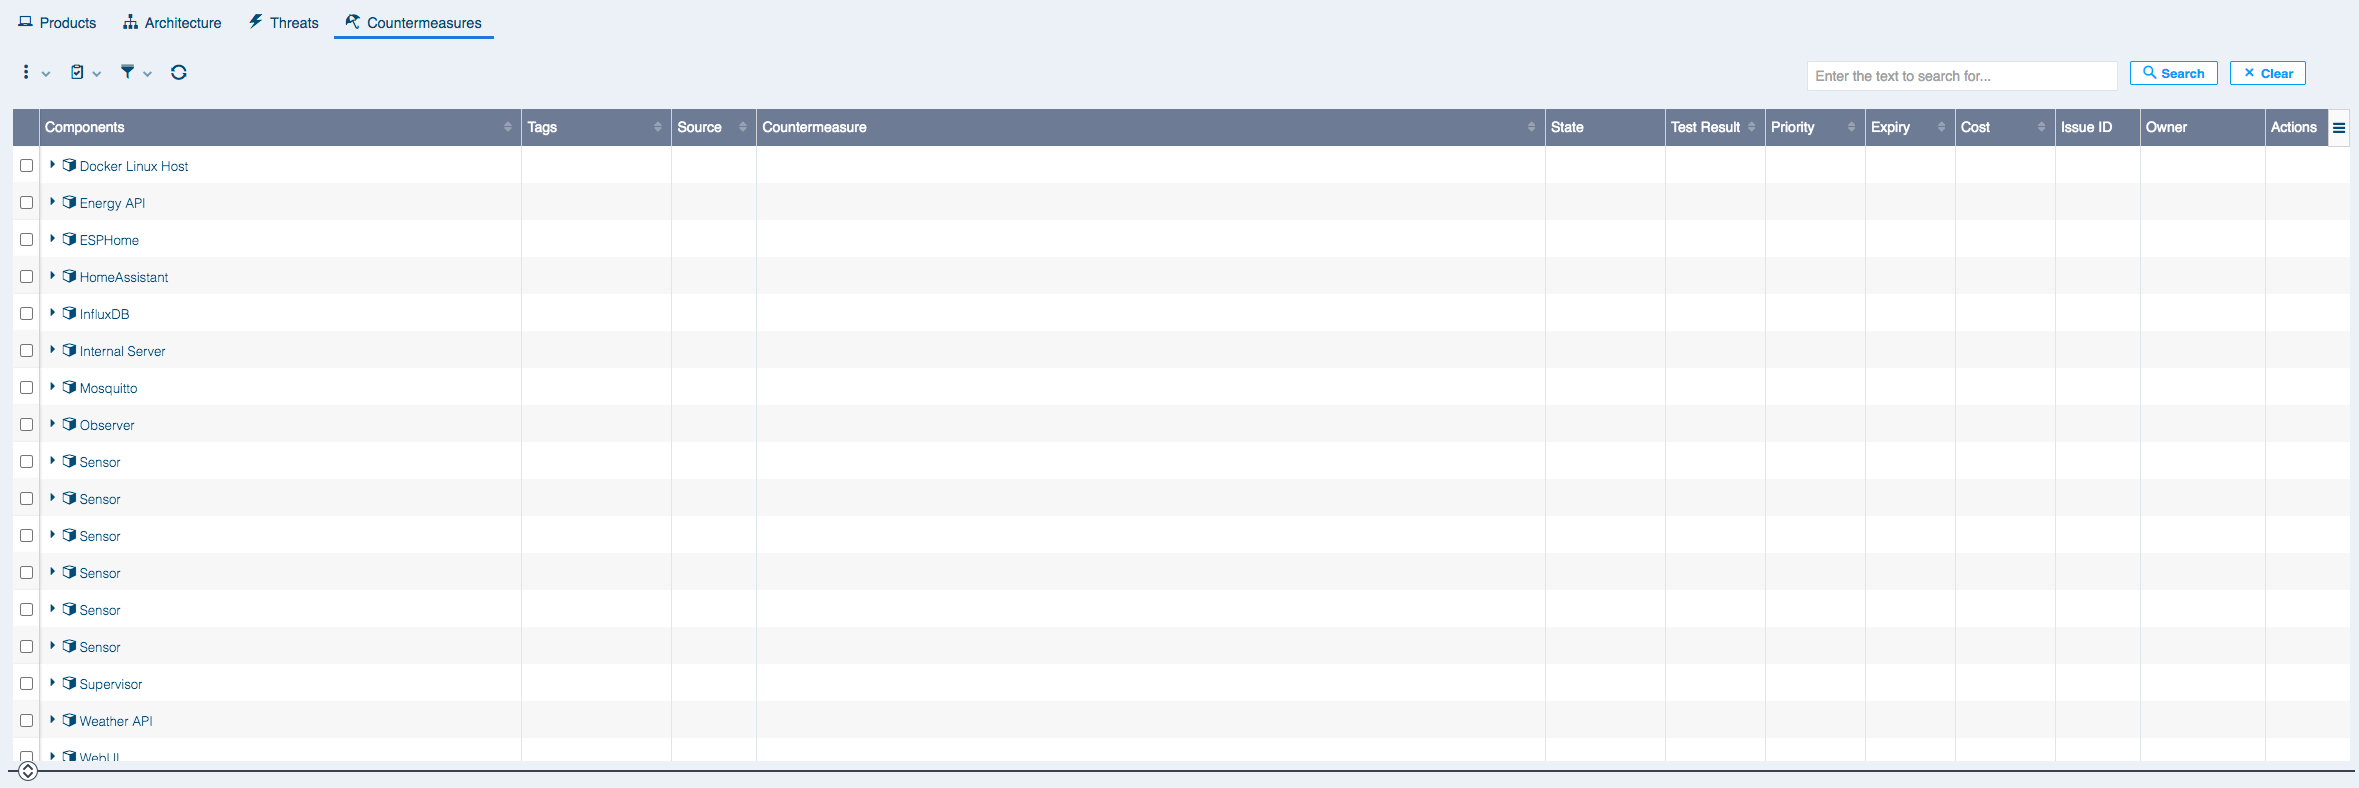 Products Architecture Threats Countermeasures
Enter the text to search for... Search Clear
Components Tags Source Countermeasure State Test Result Priority Expiry Cost Issue ID Owner Actions
Docker Linux Host
Energy API
ESPHome
HomeAssistant
InfluxDB
Internal Server
Mosquitto
Observer
Sensor
Sensor
Sensor
Sensor
Sensor
Sensor
Supervisor
Weather API
WebUI